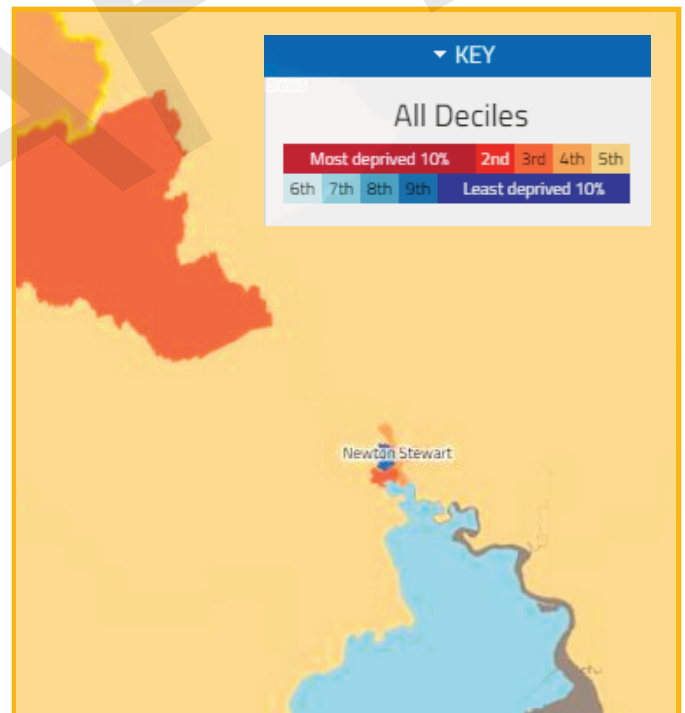 KEY
All Deciles
Most deprived 10% 2nd 3rd 4th 5th
6th 7th 8th 9th Least deprived 10%
Newton Stewart